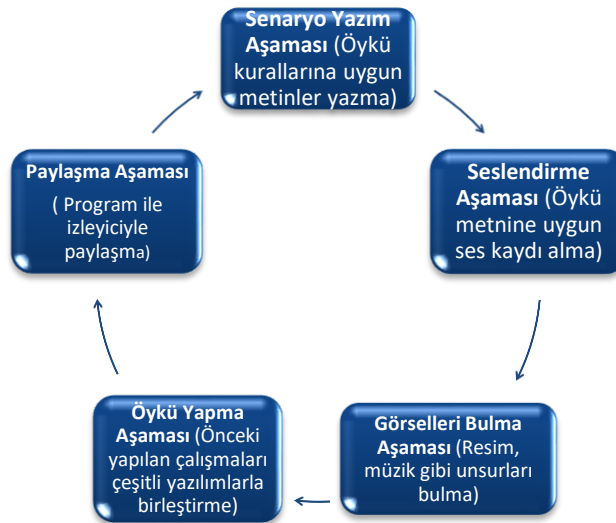 Senaryo Yazım
Aşaması (Öykü
kurallarına uygun
metinler yazma)
Seslendirme
Aşaması (Öykü
metnine uygun
ses kaydı alma)
Görselleri Bulma
Aşaması (Resim,
müzik gibi unsurları
bulma)
Öykü Yapma
Aşaması (Önceki
yapılan çalışmaları
çeşitli yazılımlarla
birleştirme)
Paylaşma Aşaması
( Program ile
izleyiciyle
paylaşma)